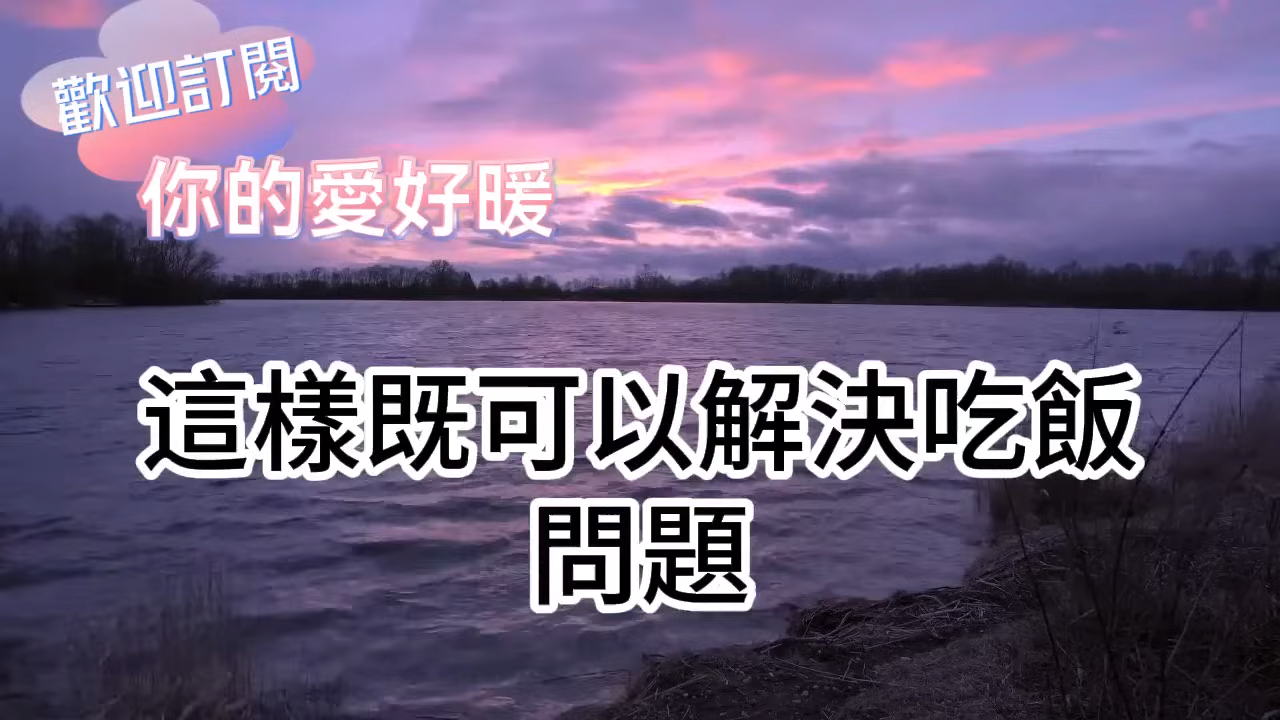 歡迎訂閱
你的愛好暖
這樣既可以解決吃飯
問題